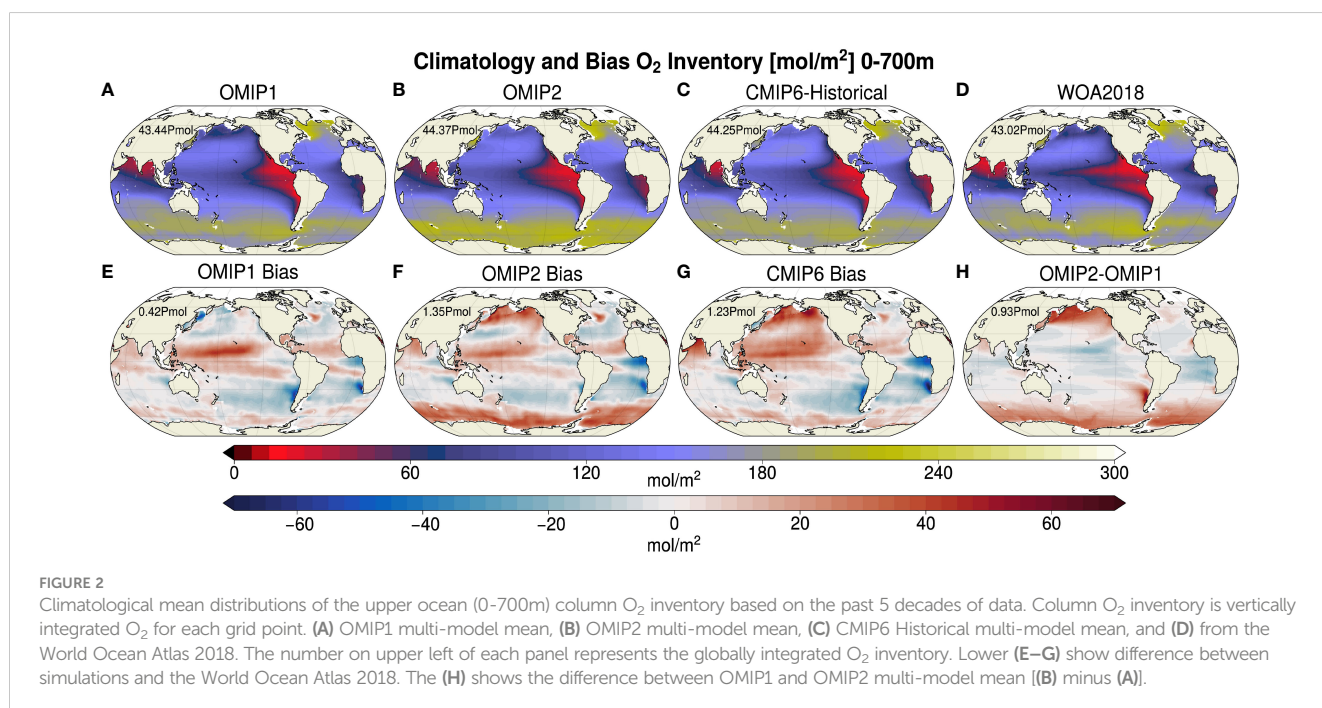 Climatology and Bias O₂ Inventory [mol/m²] 0-700m
A OMIP1
B OMIP2
C CMIP6-Historical
D WOA2018
43.44Pmol
44.37Pmol
44.25Pmol
43.02Pmol
E OMIP1 Bias
F OMIP2 Bias
G CMIP6 Bias
H OMIP2-OMIP1
0.42Pmol
1.35Pmol
1.23Pmol
0.93Pmol
0 60 120 180 240 300
mol/m²
−60 −40 −20 0 20 40 60
mol/m²
FIGURE 2
Climatological mean distributions of the upper ocean (0-700m) column O₂ inventory based on the past 5 decades of data. Column O₂ inventory is vertically
integrated O₂ for each grid point. (A) OMIP1 multi-model mean, (B) OMIP2 multi-model mean, (C) CMIP6 Historical multi-model mean, and (D) from the
World Ocean Atlas 2018. The number on upper left of each panel represents the globally integrated O₂ inventory. Lower (E–G) show difference between
simulations and the World Ocean Atlas 2018. The (H) shows the difference between OMIP1 and OMIP2 multi-model mean [(B) minus (A)].